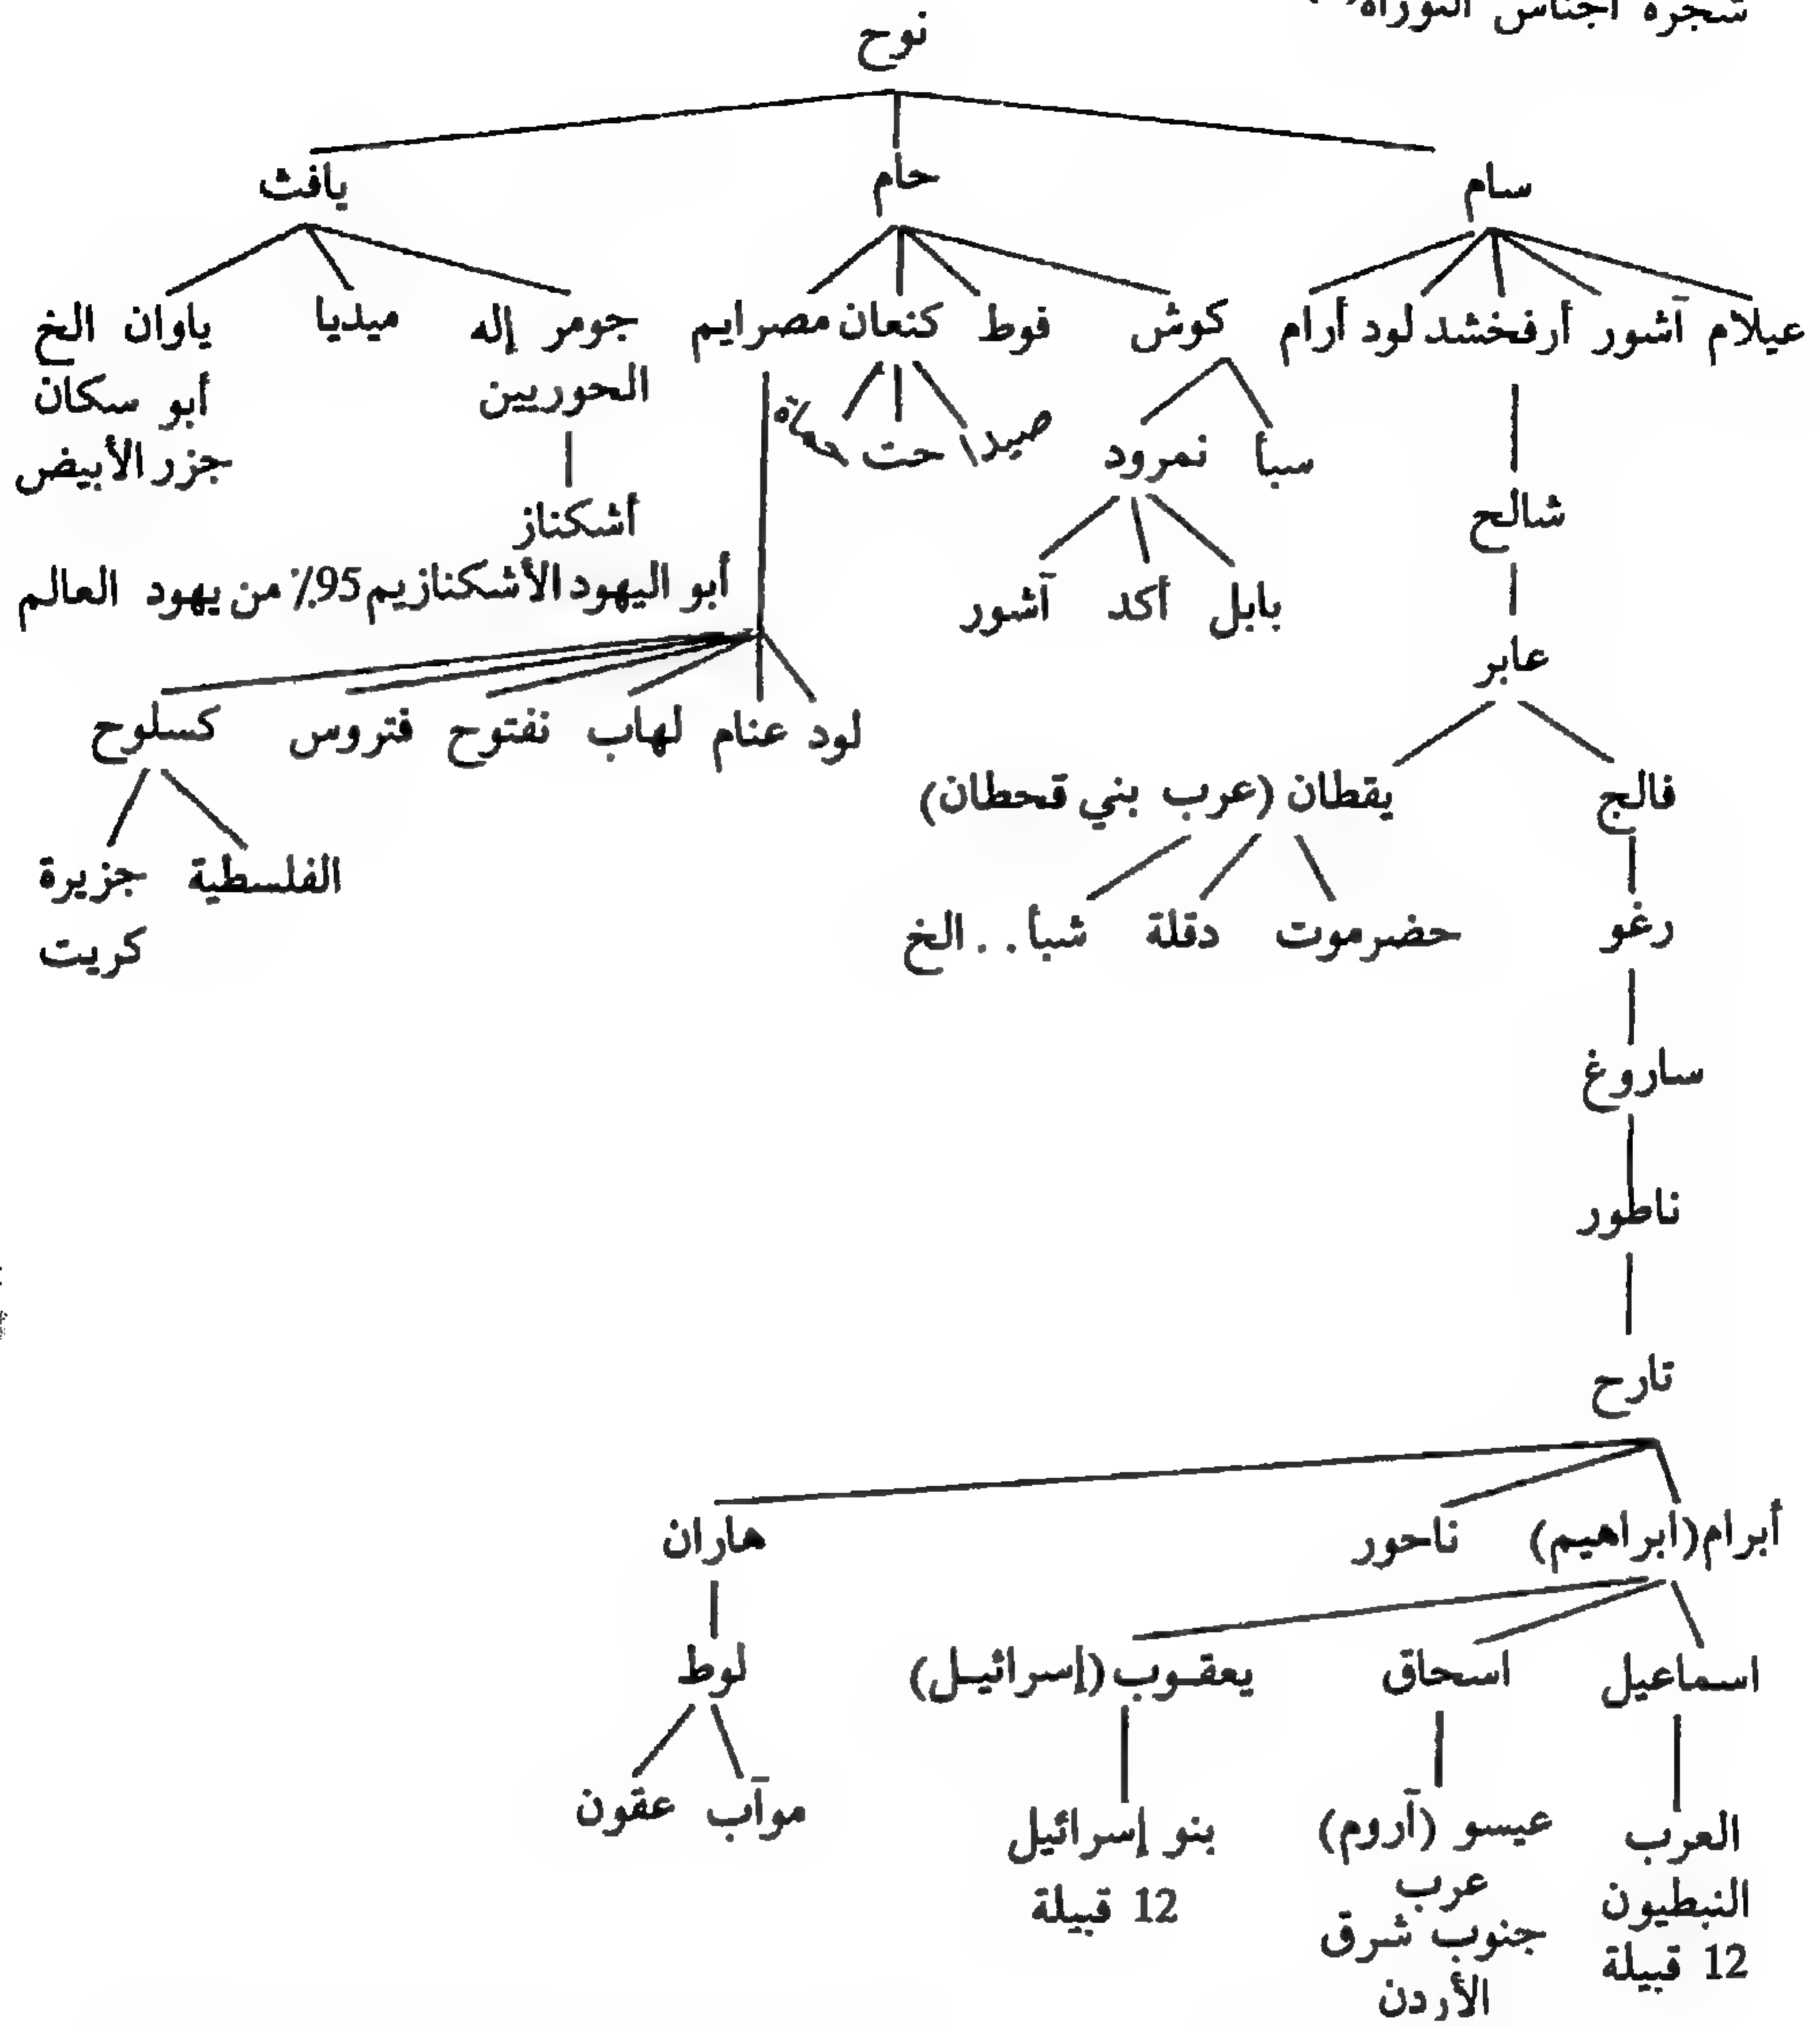 شجرة أجناس التوراة
نوح
سام حام يافث
عيلام آشور أرفخشد لود أرام كوش قوط كنعان مصرايم جومر إله ميديا ياوان الخ
الحوريين أبو سكان
سبأ نمرود صيدا حت جزر الأبيض
شالح أشكناز
بابل أكد آشور أبو اليهود الأشكنازيم 95٪ من يهود العالم
عابر
لود عنام لهاب نفتوح فتروس كسلوح
فالج يقطان (عرب بني قحطان)
الفلسطية جزيرة
رغو حضرموت دقلة شبأ..الخ كريت
ساروغ
ناطور
تارح
أبرام (أبراهيم) ناحور هاران
اسماعيل اسحاق يعقوب (إسرائيل) لوط
العرب عيسو (آروم) بنو إسرائيل موآب عقون
النبطيون عرب 12 قبيلة
12 قبيلة جنوب شرق
الأردن